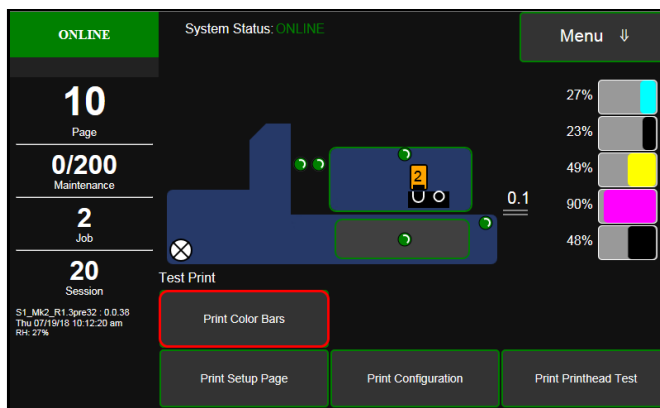 ONLINE
System Status: ONLINE
Menu ⇓
10
Page
0/200
Maintenance
2
Job
20
Session
S1_Mk2_R1.3pre32 : 0.0.38
Thu 07/19/18 10:12:20 am
RH: 27%
2
0.1
27%
23%
49%
90%
48%
Test Print
Print Color Bars
Print Setup Page
Print Configuration
Print Printhead Test